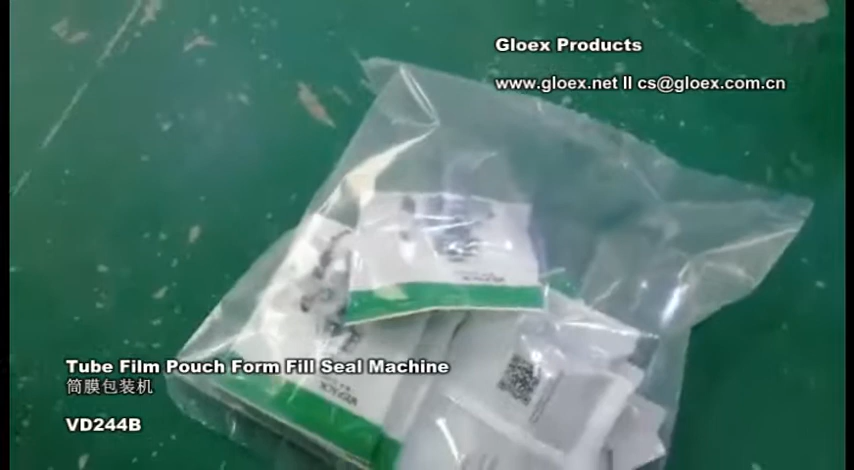 Gloex Products
www.gloex.net ll cs@gloex.com.cn
Tube Film Pouch Form Fill Seal Machine
筒膜包装机
VD244B